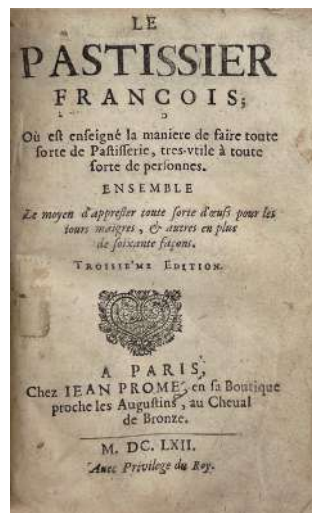 LE
PASTISSIER
FRANCOIS;
Où est enseigné la maniere de faire toute
sorte de Pastisserie, tres-vtile à toute
sorte de personnes.
ENSEMBLE
Le moyen d'apprester toute sorte d'œufs pour les
iours maigres, & autres en plus
de soixante façons.
TROISIE'ME EDITION.
A PARIS,
Chez IEAN PROME', en sa Boutique
proche les Augustins, au Cheual
de Bronze.
M. DC. LXII.
Auec Privilege du Roy.